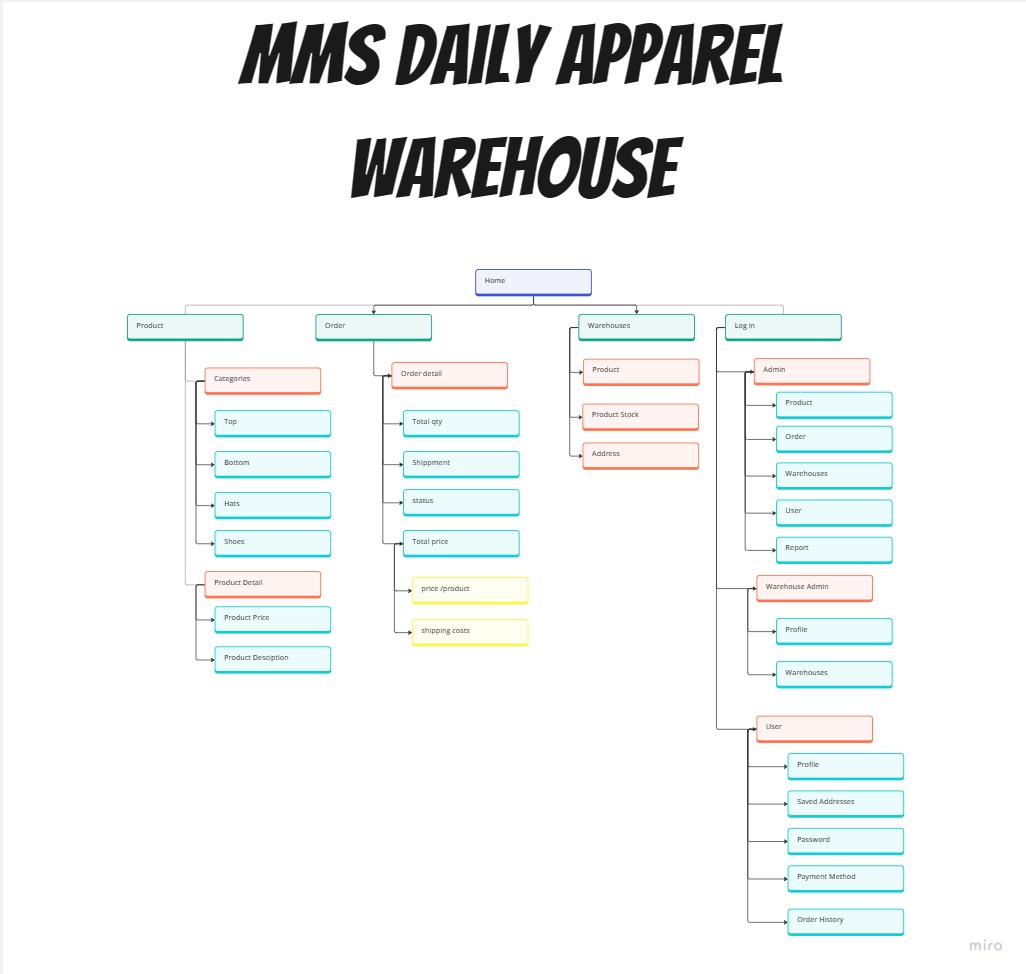 MMS DAILY APPAREL
WAREHOUSE
Home
Product
Categories
Top
Bottom
Hats
Shoes
Product Detail
Product Price
Product Desciption
Order
Order detail
Total qty
Shippment
status
Total price
price /product
shipping costs
Warehouses
Product
Product Stock
Address
Log in
Admin
Product
Order
Warehouses
User
Report
Warehouse Admin
Profile
Warehouses
User
Profile
Saved Addresses
Password
Payment Method
Order History
miro